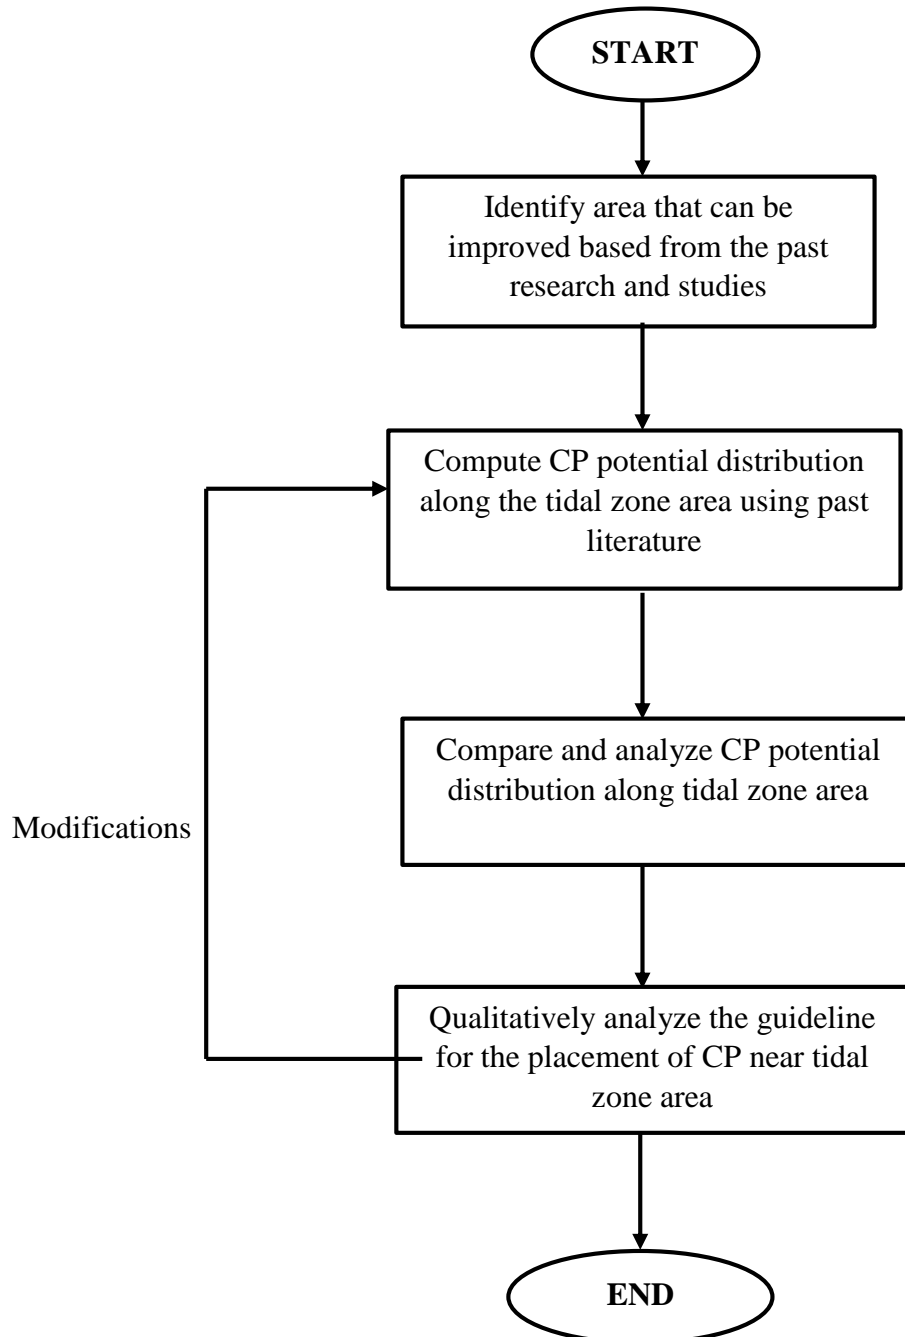 START
Identify area that can be
improved based from the past
research and studies
Compute CP potential distribution
along the tidal zone area using past
literature
Compare and analyze CP potential
distribution along tidal zone area
Modifications
Qualitatively analyze the guideline
for the placement of CP near tidal
zone area
END